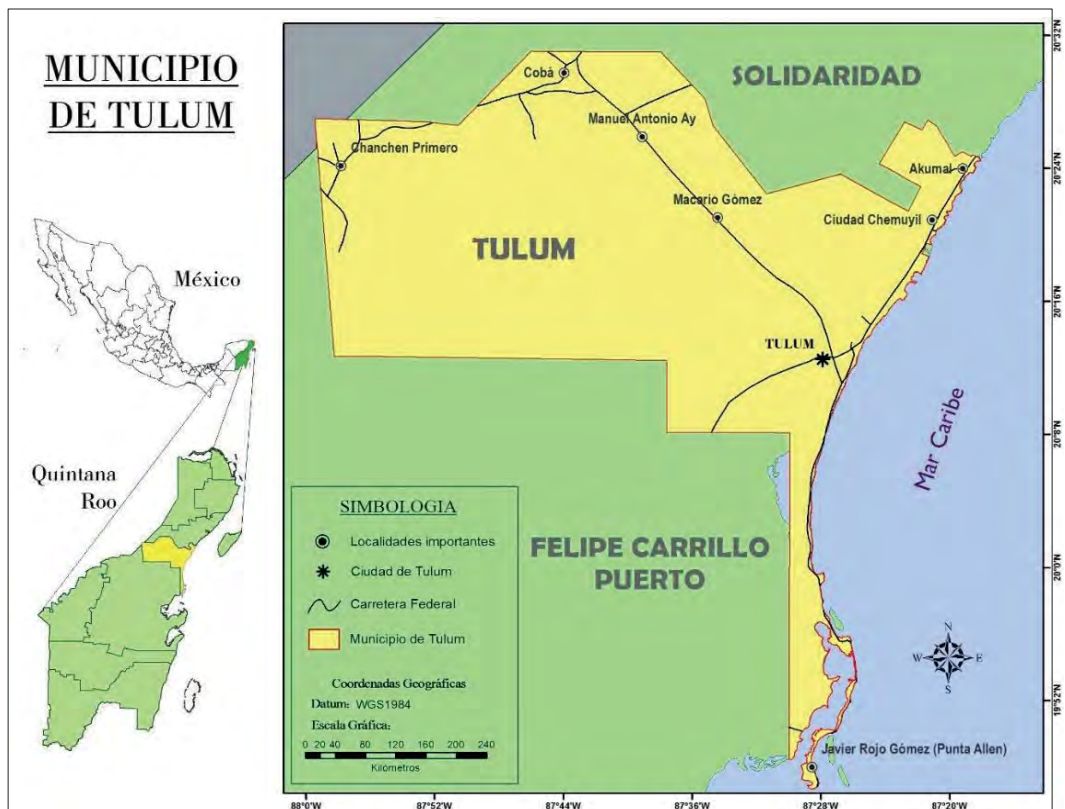 MUNICIPIO
DE TULUM
México
Quintana
Roo
SOLIDARIDAD
Cobá
Manuel Antonio Ay
Chanchen Primero
Akumal
Macario Gómez
Ciudad Chemuyil
TULUM
TULUM
Mar Caribe
FELIPE CARRILLO
PUERTO
Javier Rojo Gómez (Punta Allen)
SIMBOLOGIA
Localidades importantes
Ciudad de Tulum
Carretera Federal
Municipio de Tulum
Coordenadas Geográficas
Datum: WGS1984
Escala Gráfica:
0 20 40 80 120 160 200 240
Kilómetros
N
W E
S
20°32'N
20°24'N
20°16'N
20°8'N
20°0'N
19°52'N
88°0'W 87°52'W 87°44'W 87°36'W 87°28'W 87°20'W